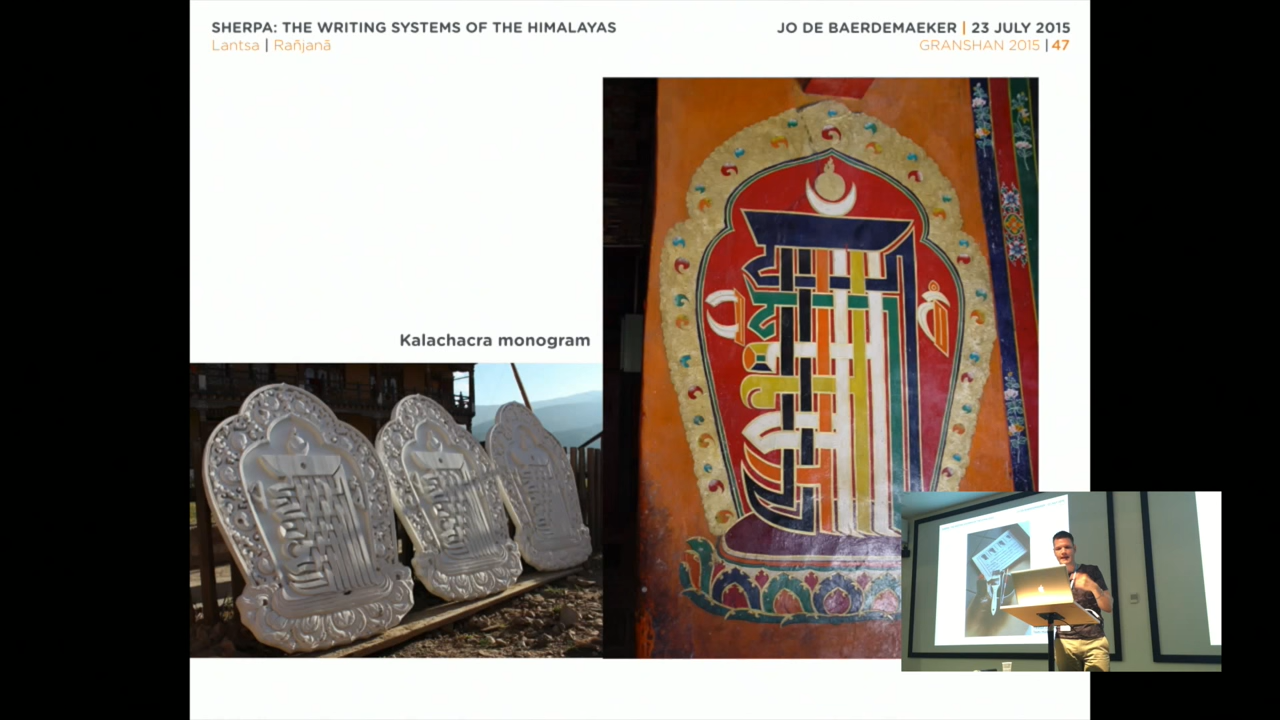 SHERPA: THE WRITING SYSTEMS OF THE HIMALAYAS
Lantsa | Rañjanā
JO DE BAERDEMAEKER | 23 JULY 2015
GRANSHAN 2015 | 47
Kalachacra monogram